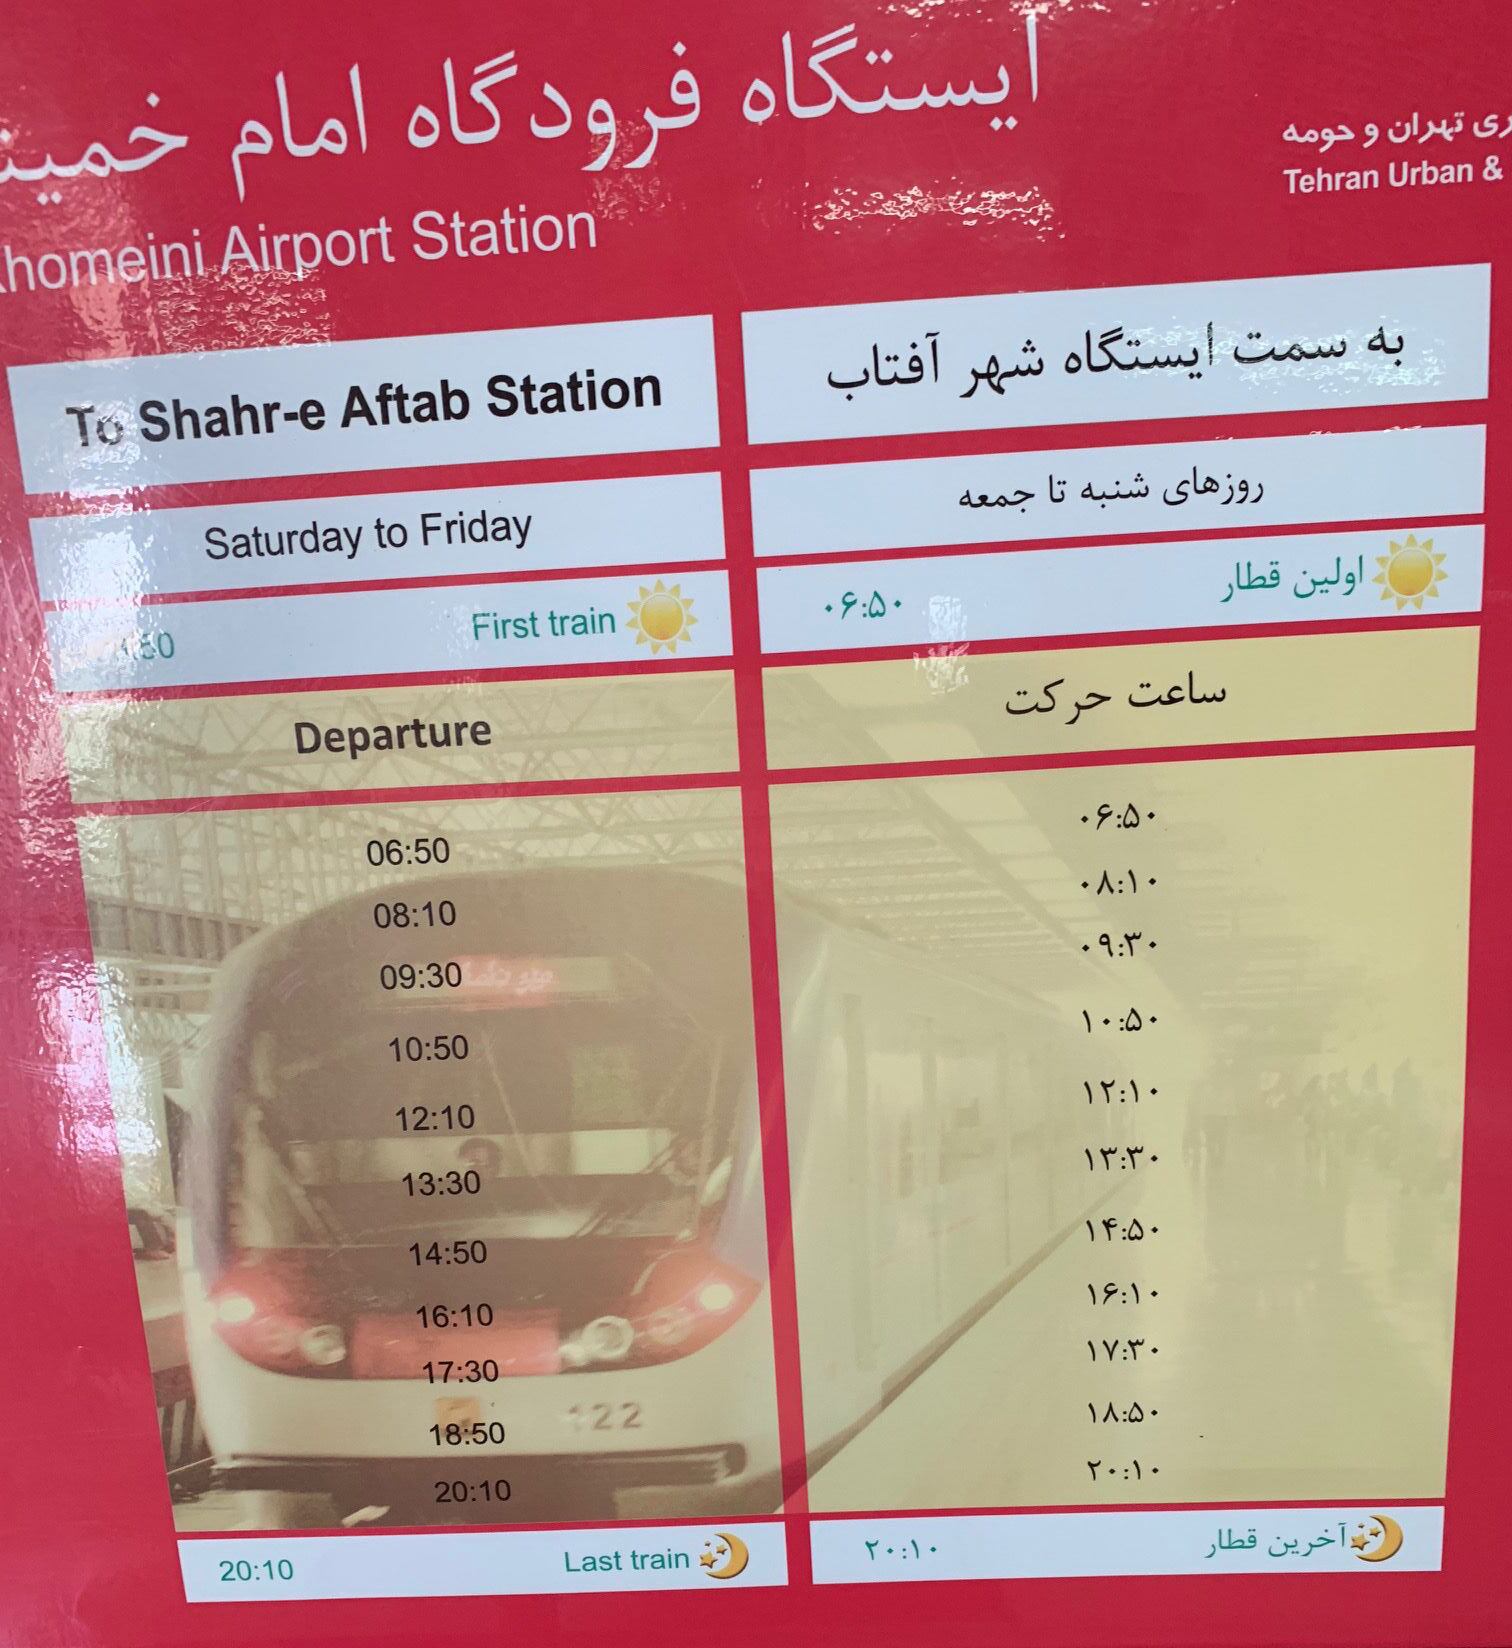 ایستگاه فرودگاه امام
Airport Station
تهران و حومه
Tehran Urban &
به سمت ایستگاه شهر آفتاب
To Shahr-e Aftab Station
روزهای شنبه تا جمعه
Saturday to Friday
اولین قطار ۰۶:۵۰
First train
ساعت حرکت
Departure
۰۶:۵۰
۰۸:۱۰
۰۹:۳۰
۱۰:۵۰
۱۲:۱۰
۱۳:۳۰
۱۴:۵۰
۱۶:۱۰
۱۷:۳۰
۱۸:۵۰
۲۰:۱۰
06:50
08:10
09:30
10:50
12:10
13:30
14:50
16:10
17:30
18:50
20:10
122
آخرین قطار ۲۰:۱۰
20:10 Last train